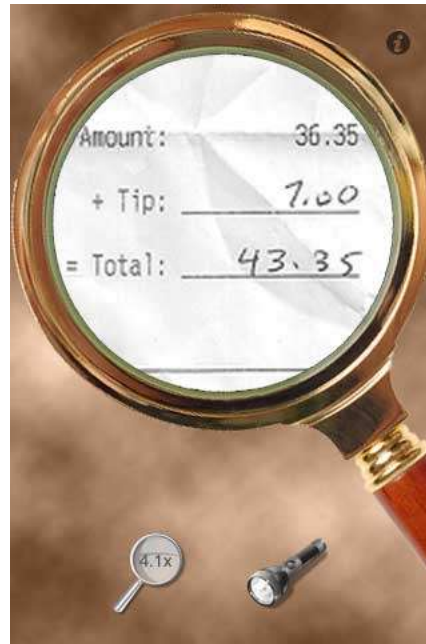 Amount: 36.35
+ Tip: 7.00
= Total: 43.35
4.1x